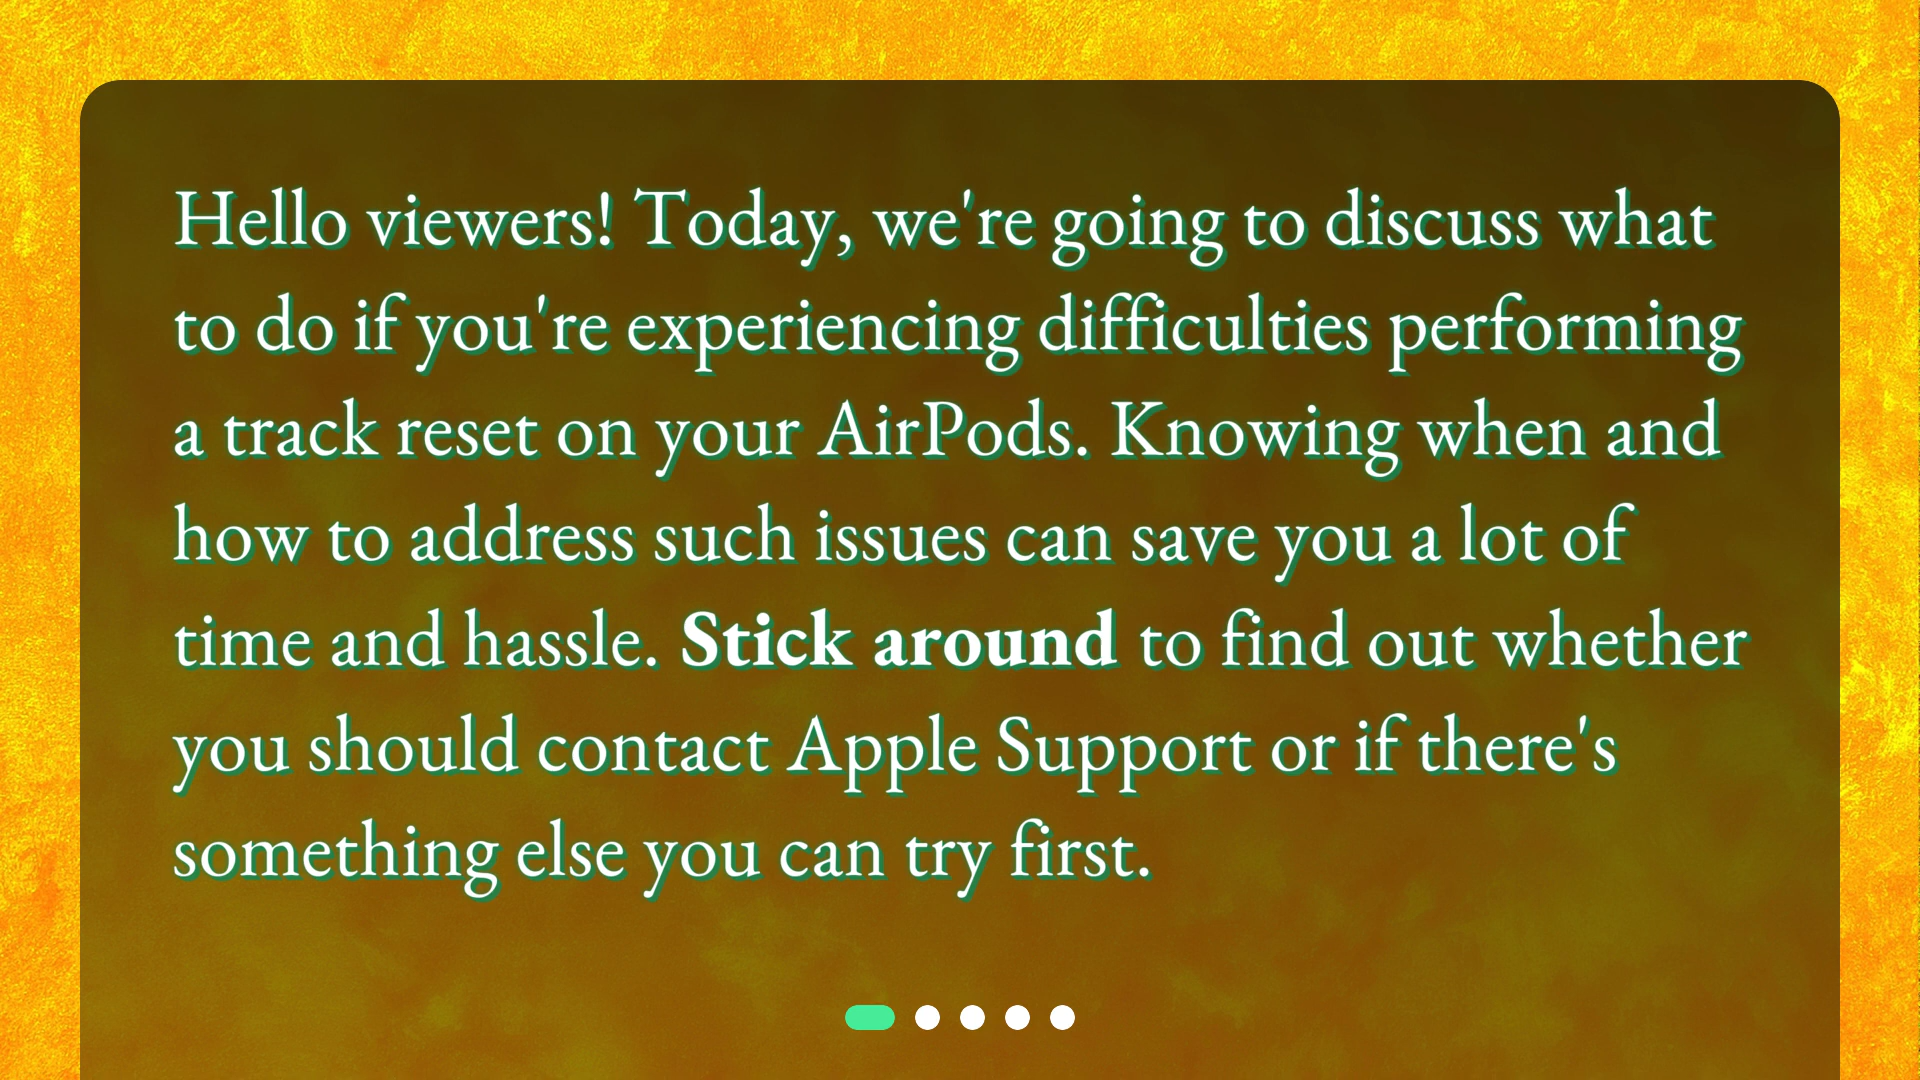 Hello viewers! Today, we're going to discuss what
to do if you're experiencing difficulties performing
a track reset on your AirPods. Knowing when and
how to address such issues can save you a lot of
time and hassle. Stick around to find out whether
you should contact Apple Support or if there's
something else you can try first.